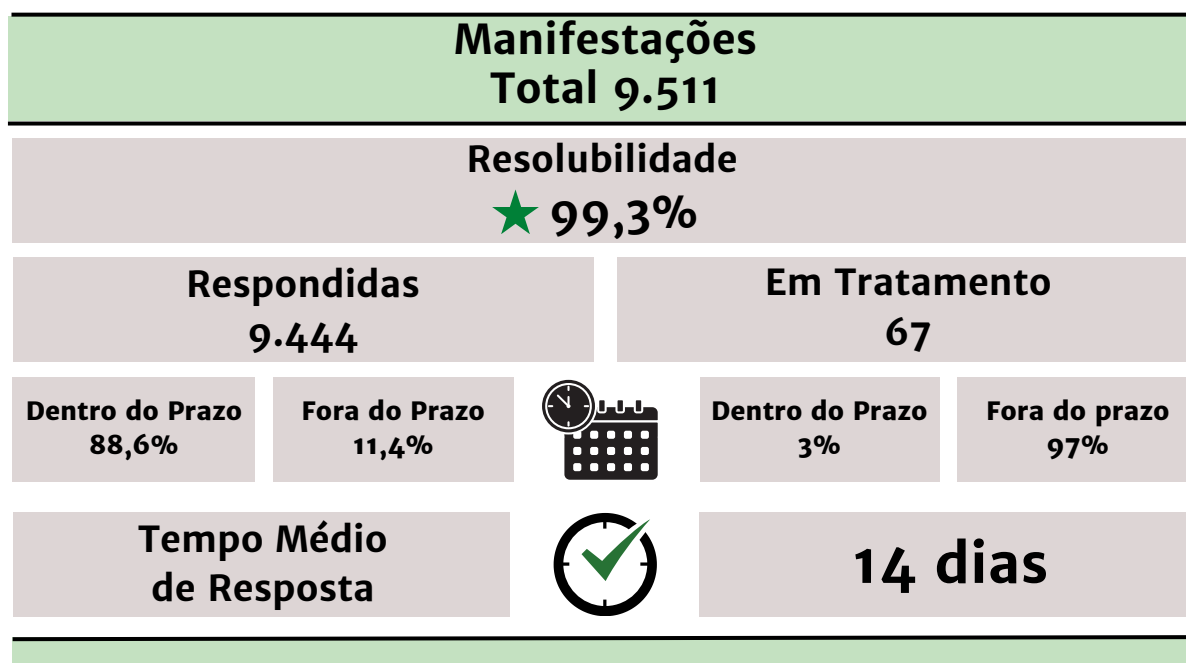 Manifestações
Total 9.511
Resolubilidade
99,3%
Respondidas
9.444
Em Tratamento
67
Dentro do Prazo
88,6%
Fora do Prazo
11,4%
Dentro do Prazo
3%
Fora do prazo
97%
Tempo Médio
de Resposta
14 dias